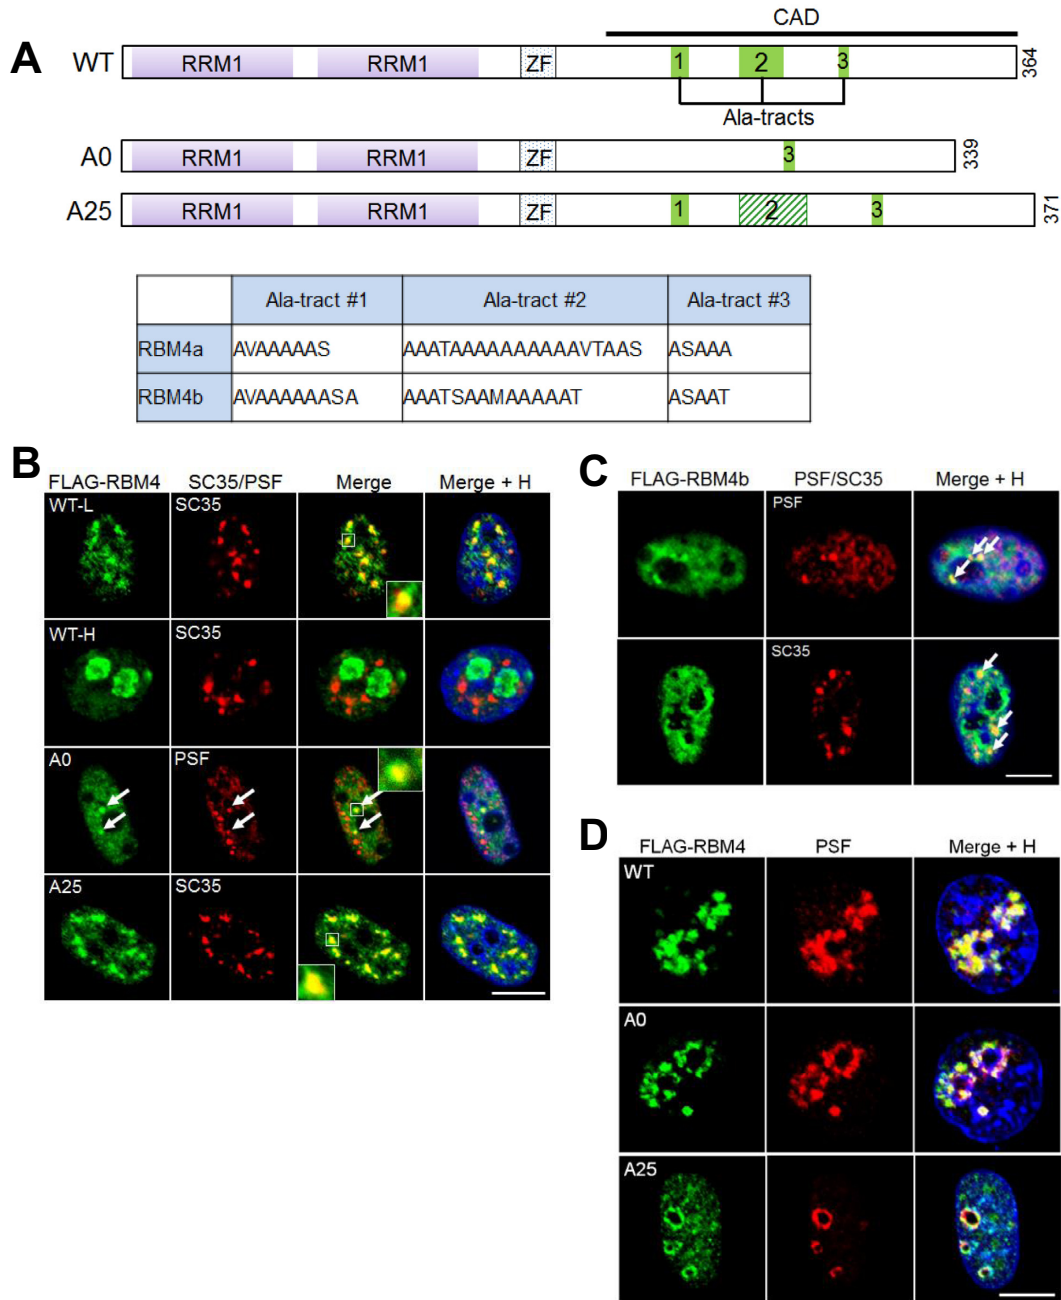 A
CAD
WT RRM1 RRM1 ZF 1 2 3 364
Ala-tracts
A0 RRM1 RRM1 ZF 3 339
A25 RRM1 RRM1 ZF 1 2 3 371
Ala-tract #1 Ala-tract #2 Ala-tract #3
RBM4a AVAAAAAS AAATAAAAAAAAAAVTAAS ASAAA
RBM4b AVAAAAAASA AAATSAAMAAAAAT ASAAT
B
FLAG-RBM4 SC35/PSF Merge Merge + H
WT-L SC35
WT-H SC35
A0 PSF
A25 SC35
C
FLAG-RBM4b PSF/SC35 Merge + H
PSF
SC35
D
FLAG-RBM4 PSF Merge + H
WT
A0
A25